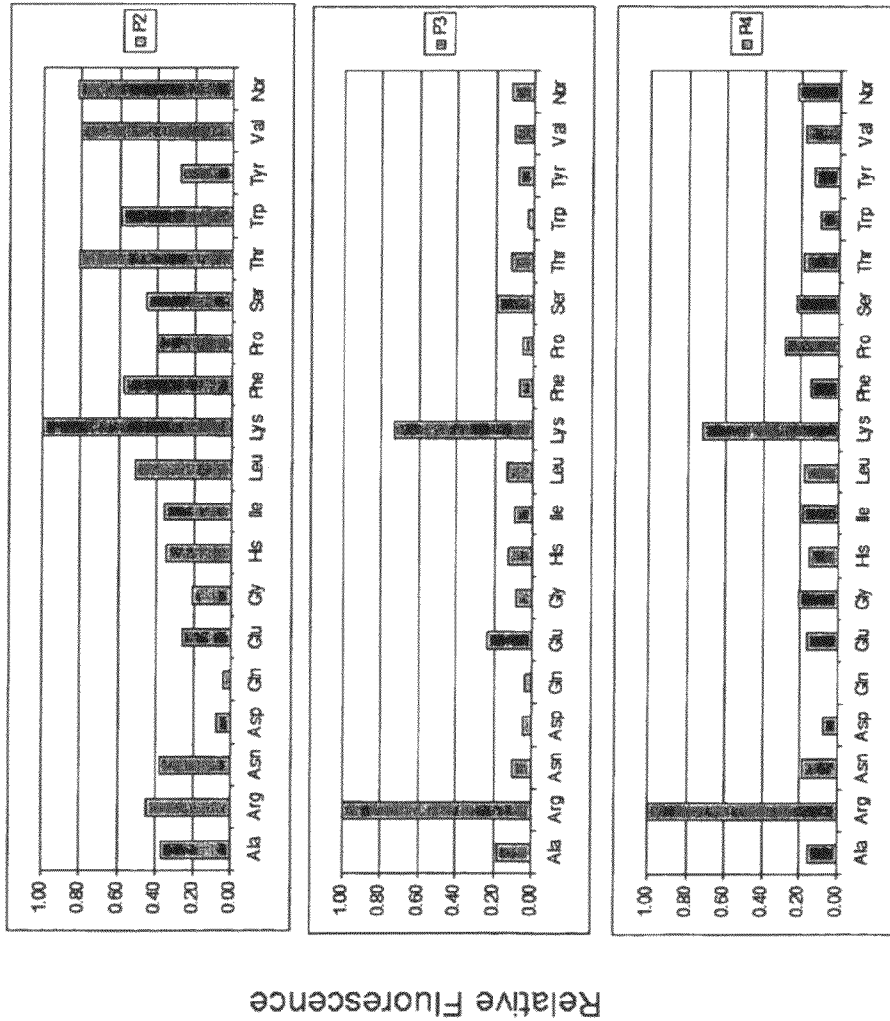 Relative Fluorescence
P2
1.00
0.80
0.60
0.40
0.20
0.00
Ala Arg Asn Asp Gln Glu Gly His Ile Leu Lys Phe Pro Ser Thr Trp Tyr Val Nor
P3
1.00
0.80
0.60
0.40
0.20
0.00
Ala Arg Asn Asp Gln Glu Gly His Ile Leu Lys Phe Pro Ser Thr Trp Tyr Val Nor
P4
1.00
0.80
0.60
0.40
0.20
0.00
Ala Arg Asn Asp Gln Glu Gly His Ile Leu Lys Phe Pro Ser Thr Trp Tyr Val Nor